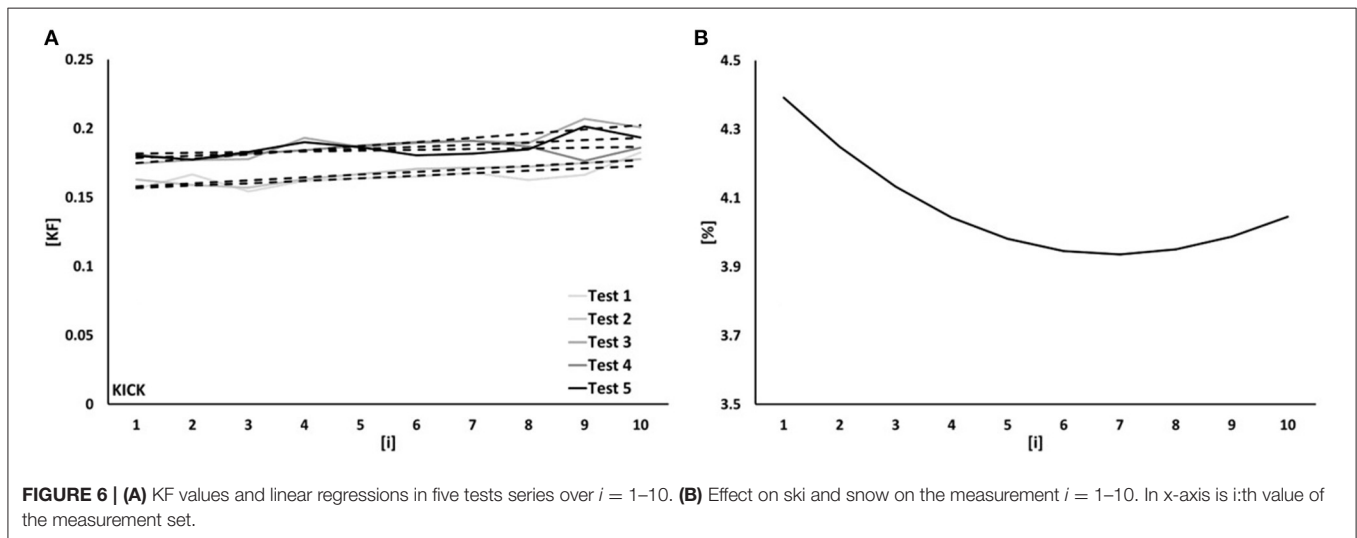 A
0.25
0.2
0.15
0.1
0.05
0
[KF]
KICK
Test 1
Test 2
Test 3
Test 4
Test 5
1 2 3 4 5 6 7 8 9 10
[i]
B
4.5
4.3
4.1
3.9
3.7
3.5
[%]
1 2 3 4 5 6 7 8 9 10
[i]
FIGURE 6 | (A) KF values and linear regressions in five tests series over i = 1–10. (B) Effect on ski and snow on the measurement i = 1–10. In x-axis is i:th value of
the measurement set.